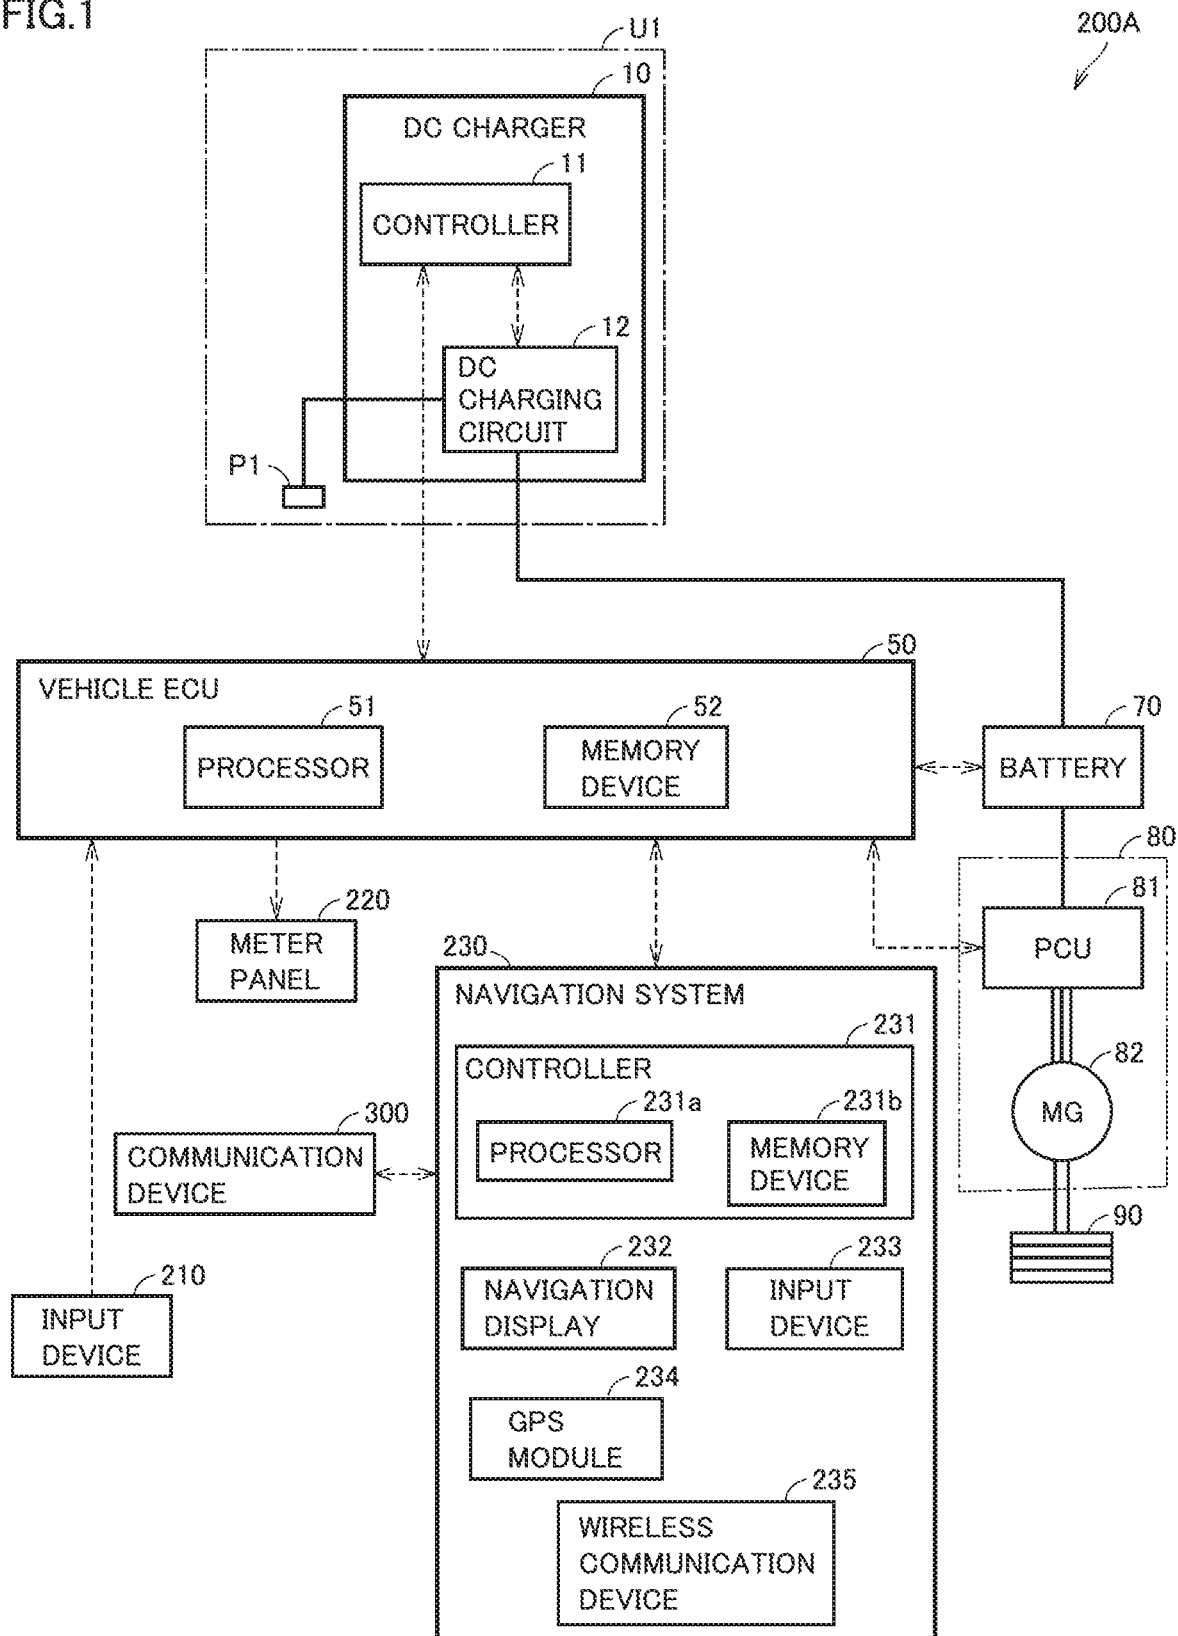 FIG.1
200A
U1
10
DC CHARGER
11
CONTROLLER
12
DC
CHARGING
CIRCUIT
P1
50
VEHICLE ECU
51
PROCESSOR
52
MEMORY
DEVICE
70
BATTERY
80
81
PCU
82
MG
90
220
METER
PANEL
230
NAVIGATION SYSTEM
231
CONTROLLER
231a
PROCESSOR
231b
MEMORY
DEVICE
300
COMMUNICATION
DEVICE
210
INPUT
DEVICE
232
NAVIGATION
DISPLAY
233
INPUT
DEVICE
234
GPS
MODULE
235
WIRELESS
COMMUNICATION
DEVICE